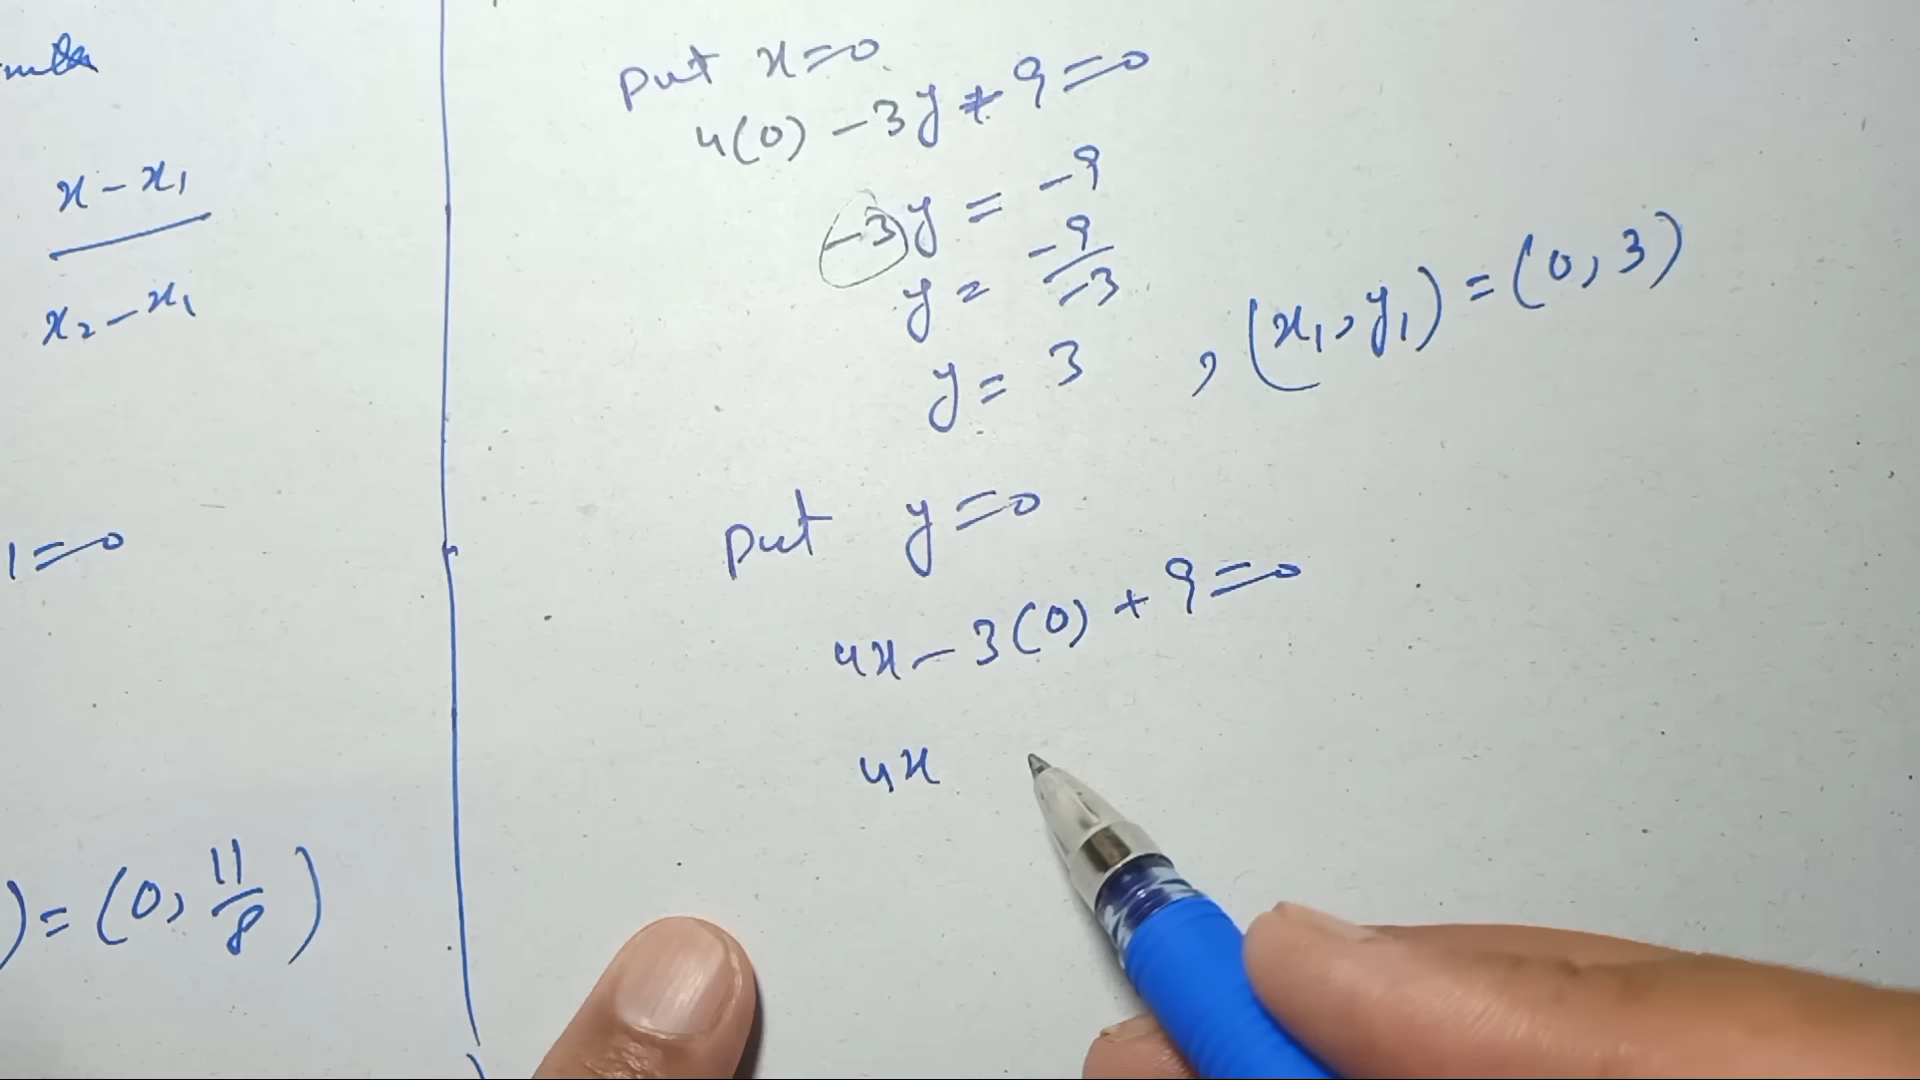 x - x₁
x₂ - x₁
1 = 0
) = (0, 11/8)
put x = 0
4(0) - 3y + 9 = 0
-3y = -9
y = -9/-3
y = 3 , (x₁, y₁) = (0, 3)
put y = 0
4x - 3(0) + 9 = 0
4x